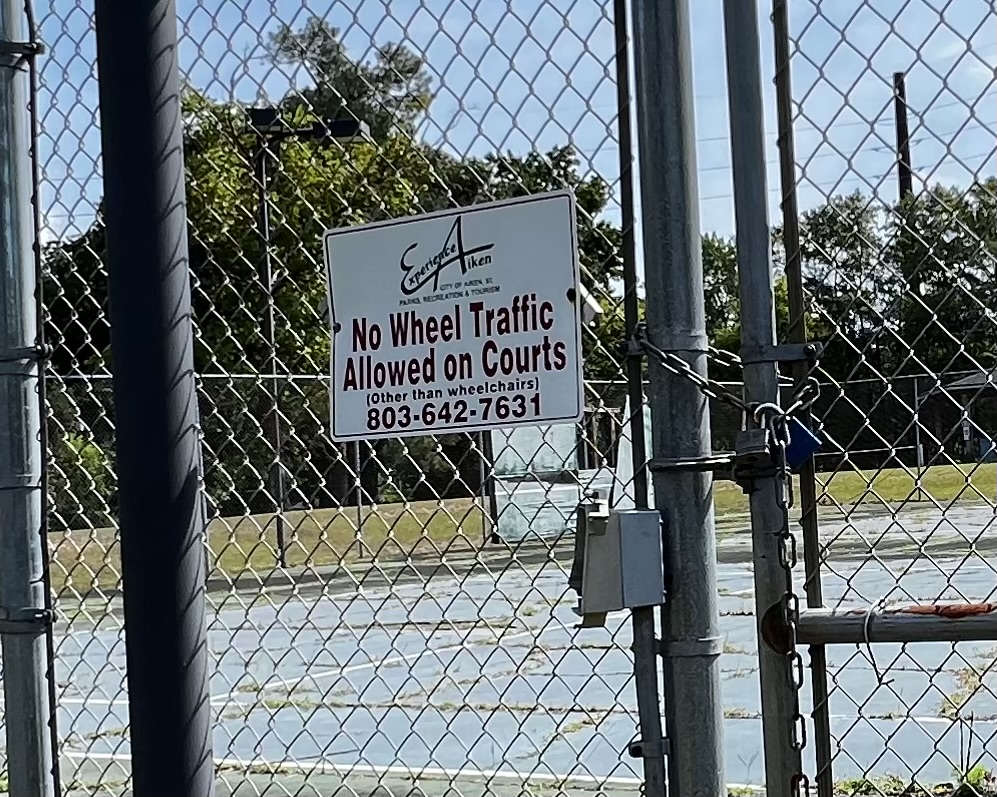 Experience Aiken
CITY OF AIKEN, SC
PARKS, RECREATION & TOURISM
No Wheel Traffic
Allowed on Courts
(Other than wheelchairs)
803-642-7631